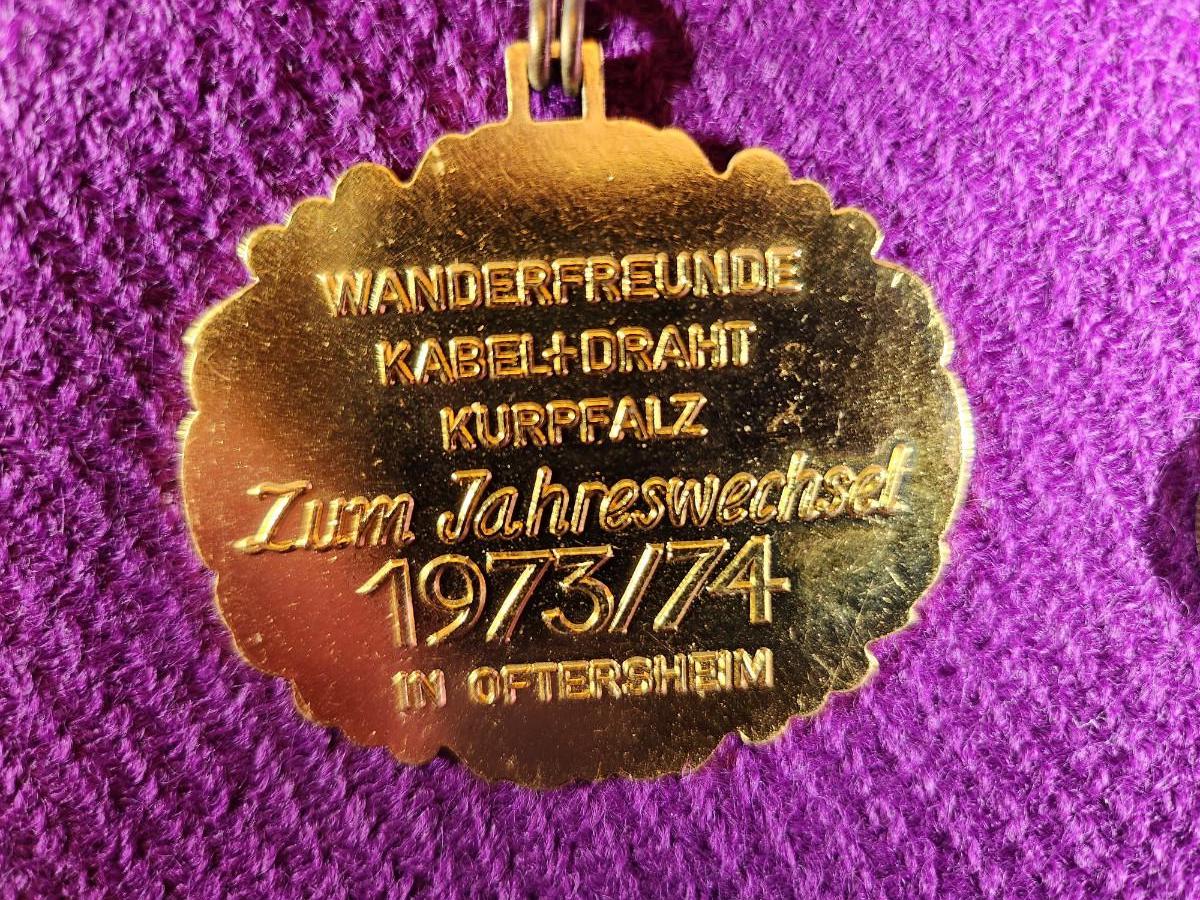 WANDERFREUNDE
KABEL+DRAHT
KURPFALZ
Zum Jahreswechsel
1973/74
IN OFTERSHEIM